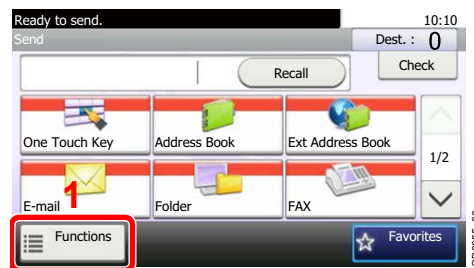 Ready to send. 10:10
Send Dest. : 0
Recall Check
One Touch Key Address Book Ext Address Book
1/2
E-mail 1 Folder FAX
Functions Favorites